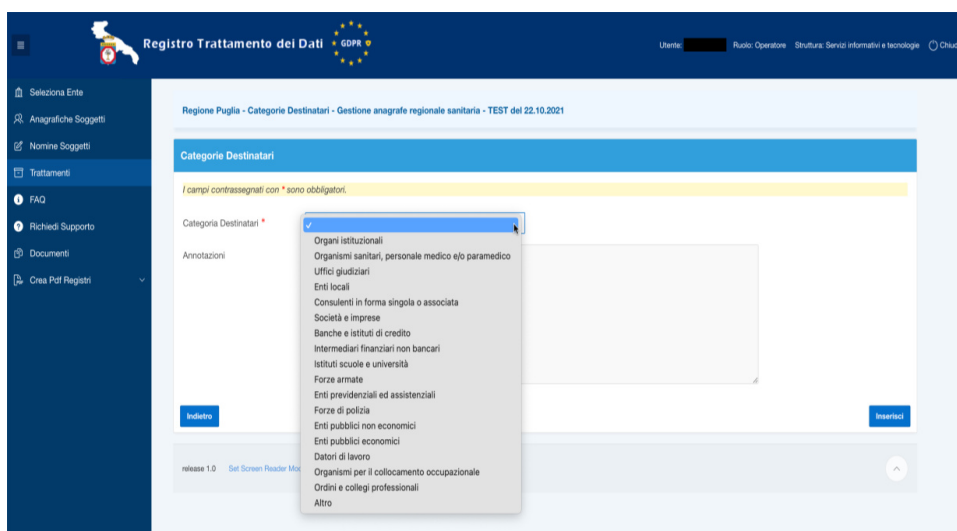 Registro Trattamento dei Dati
GDPR
Utente:
Ruolo: Operatore
Struttura: Servizi informativi e tecnologie
Seleziona Ente
Anagrafiche Soggetti
Nomine Soggetti
Trattamenti
FAQ
Richiedi Supporto
Documenti
Crea Pdf Registri
Regione Puglia - Categorie Destinatari - Gestione anagrafe regionale sanitaria - TEST del 22.10.2021
Categorie Destinatari
I campi contrassegnati con * sono obbligatori.
Categoria Destinatari *
Annotazioni
Organi istituzionali
Organismi sanitari, personale medico e/o paramedico
Uffici giudiziari
Enti locali
Consulenti in forma singola o associata
Società e imprese
Banche e istituti di credito
Intermediari finanziari non bancari
Istituti scuole e università
Forze armate
Enti previdenziali ed assistenziali
Forze di polizia
Enti pubblici non economici
Enti pubblici economici
Datori di lavoro
Organismi per il collocamento occupazionale
Ordini e collegi professionali
Altro
Indietro
Inserisci
release 1.0
Set Screen Reader